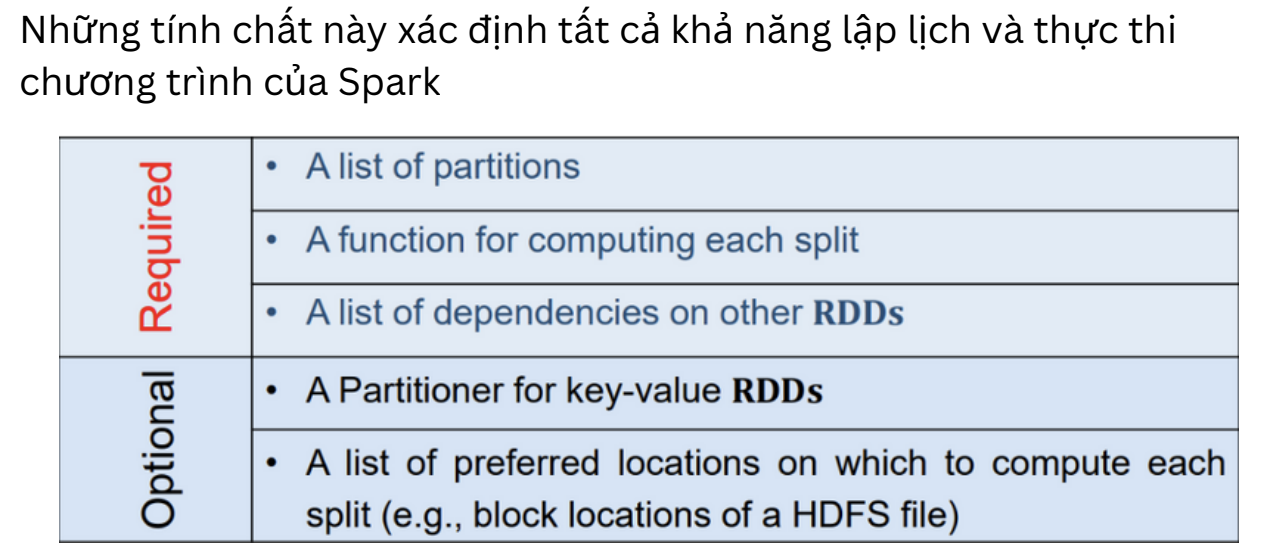 Những tính chất này xác định tất cả khả năng lập lịch và thực thi
chương trình của Spark
Required
• A list of partitions
• A function for computing each split
• A list of dependencies on other RDDs
Optional
• A Partitioner for key-value RDDs
• A list of preferred locations on which to compute each
split (e.g., block locations of a HDFS file)